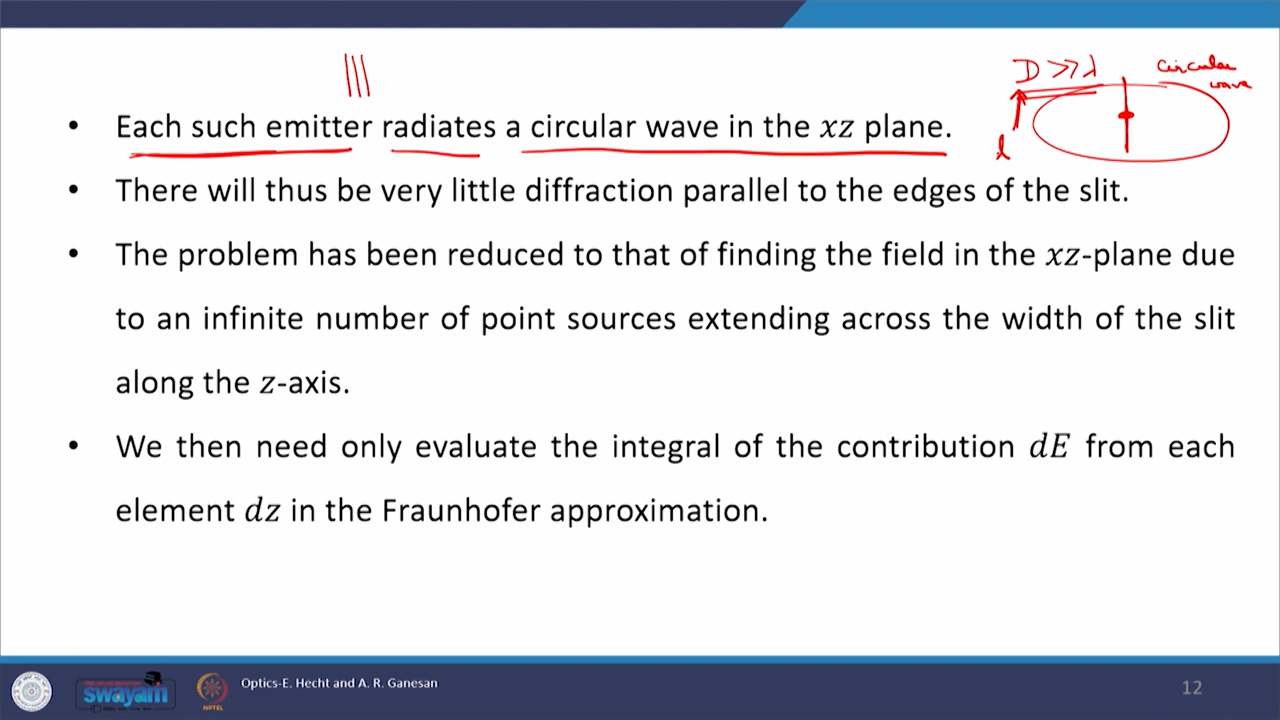 D >> λ
circular
wave
l
• Each such emitter radiates a circular wave in the xz plane.
• There will thus be very little diffraction parallel to the edges of the slit.
• The problem has been reduced to that of finding the field in the xz-plane due
to an infinite number of point sources extending across the width of the slit
along the z-axis.
• We then need only evaluate the integral of the contribution dE from each
element dz in the Fraunhofer approximation.
swayam
NPTEL
Optics-E. Hecht and A. R. Ganesan
12